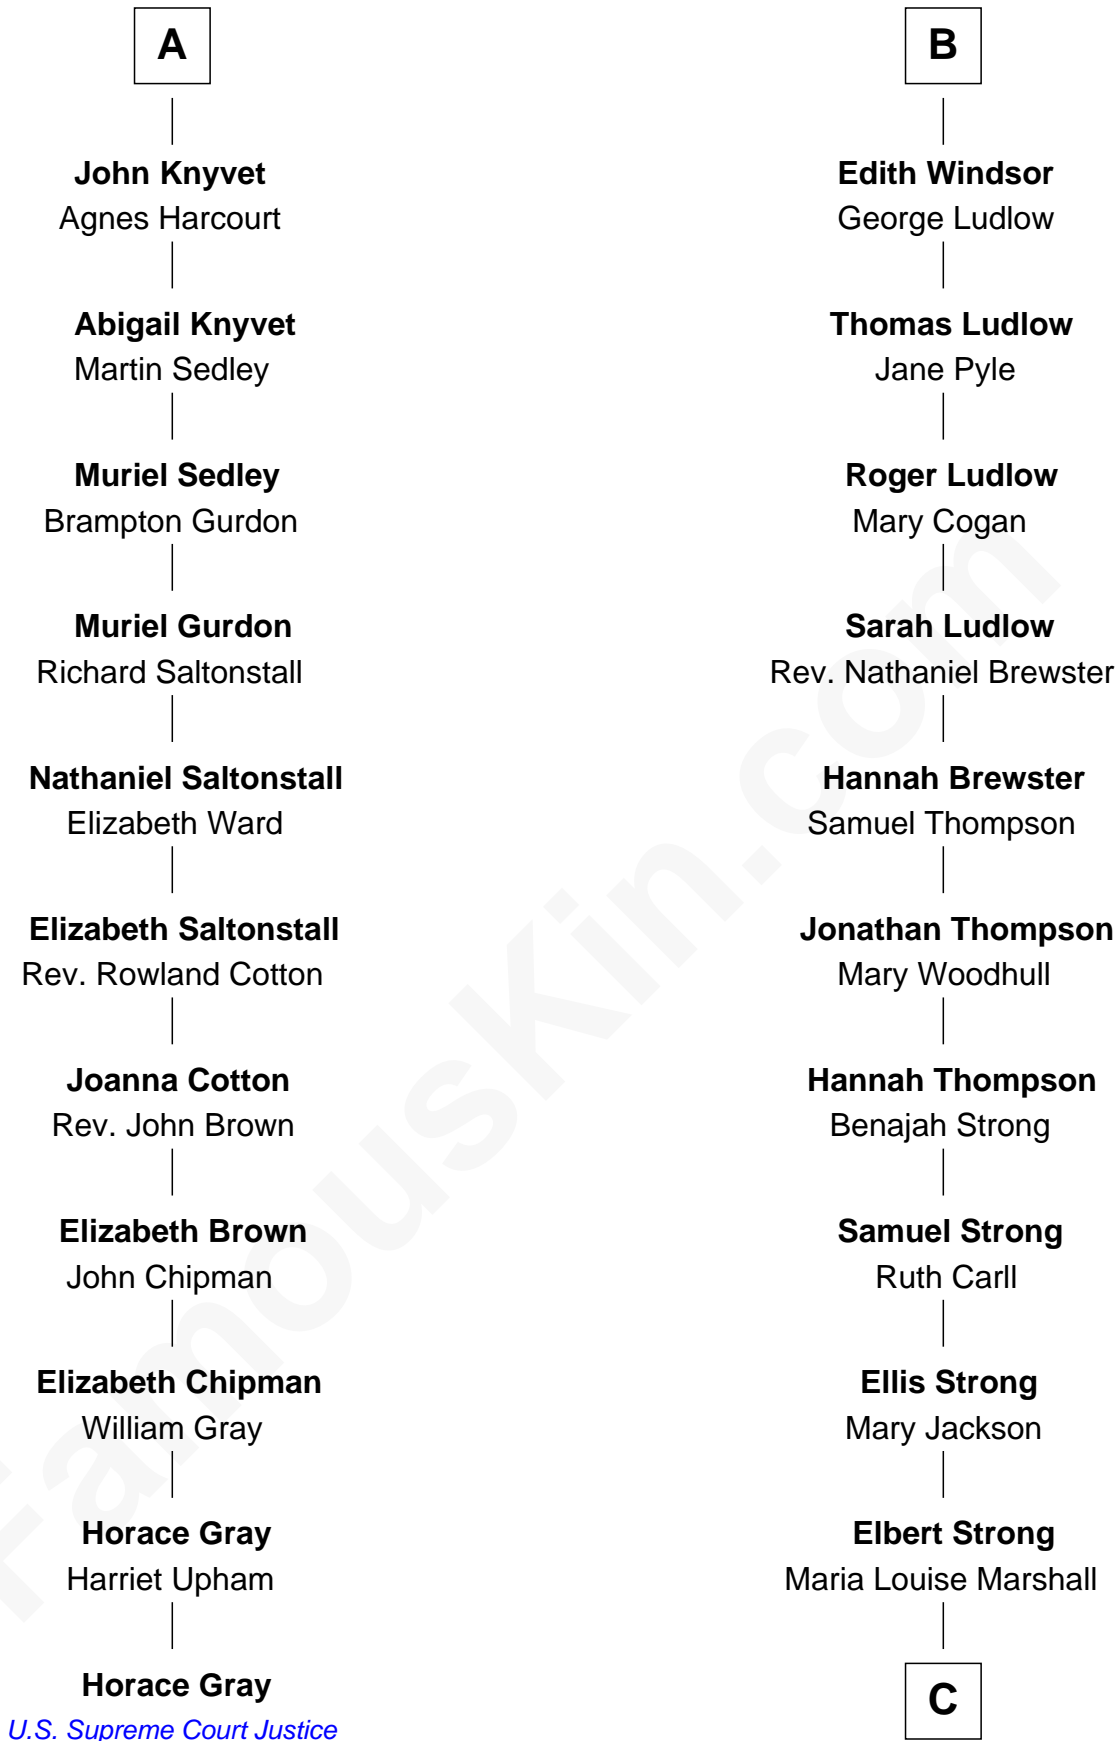 A
John Knyvet
Agnes Harcourt
Abigail Knyvet
Martin Sedley
Muriel Sedley
Brampton Gurdon
Muriel Gurdon
Richard Saltonstall
Nathaniel Saltonstall
Elizabeth Ward
Elizabeth Saltonstall
Rev. Rowland Cotton
Joanna Cotton
Rev. John Brown
Elizabeth Brown
John Chipman
Elizabeth Chipman
William Gray
Horace Gray
Harriet Upham
Horace Gray
U.S. Supreme Court Justice
B
Edith Windsor
George Ludlow
Thomas Ludlow
Jane Pyle
Roger Ludlow
Mary Cogan
Sarah Ludlow
Rev. Nathaniel Brewster
Hannah Brewster
Samuel Thompson
Jonathan Thompson
Mary Woodhull
Hannah Thompson
Benajah Strong
Samuel Strong
Ruth Carll
Ellis Strong
Mary Jackson
Elbert Strong
Maria Louise Marshall
C
FamousKin.com